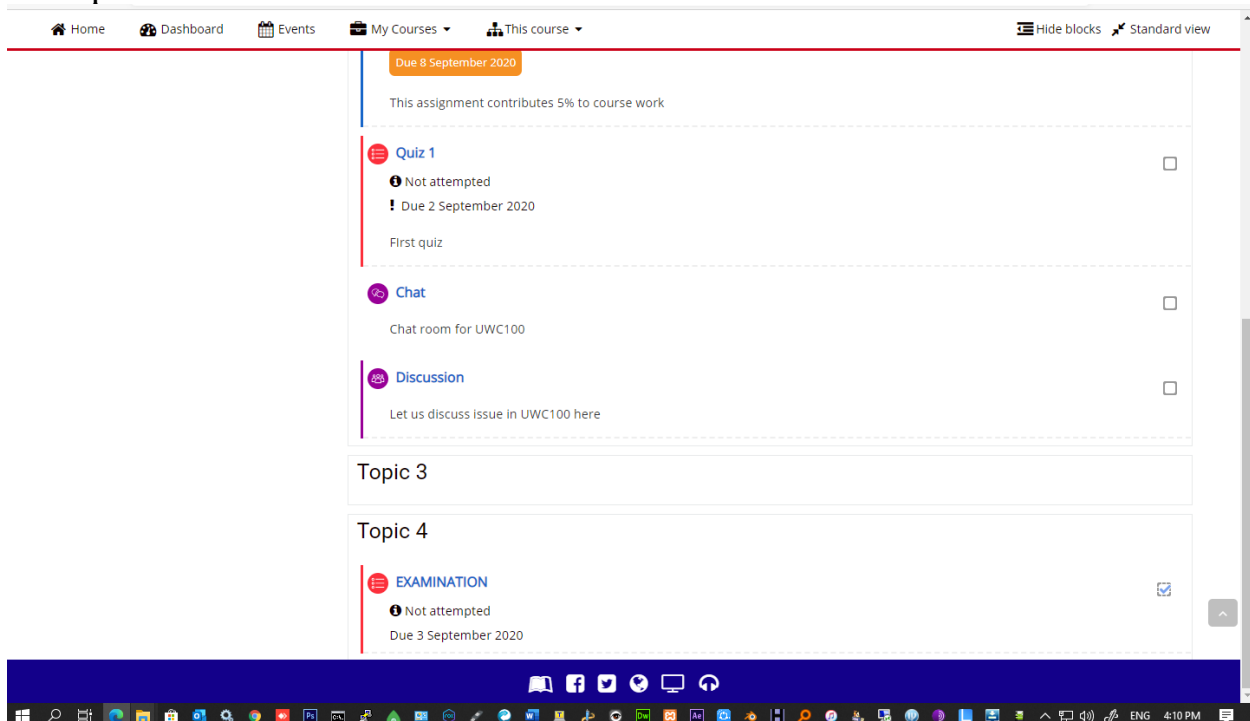 Home Dashboard Events My Courses This course Hide blocks Standard view
Due 8 September 2020
This assignment contributes 5% to course work
Quiz 1
Not attempted
! Due 2 September 2020
FIrst quiz
Chat
Chat room for UWC100
Discussion
Let us discuss issue in UWC100 here
Topic 3
Topic 4
EXAMINATION
Not attempted
Due 3 September 2020
ENG 4:10 PM